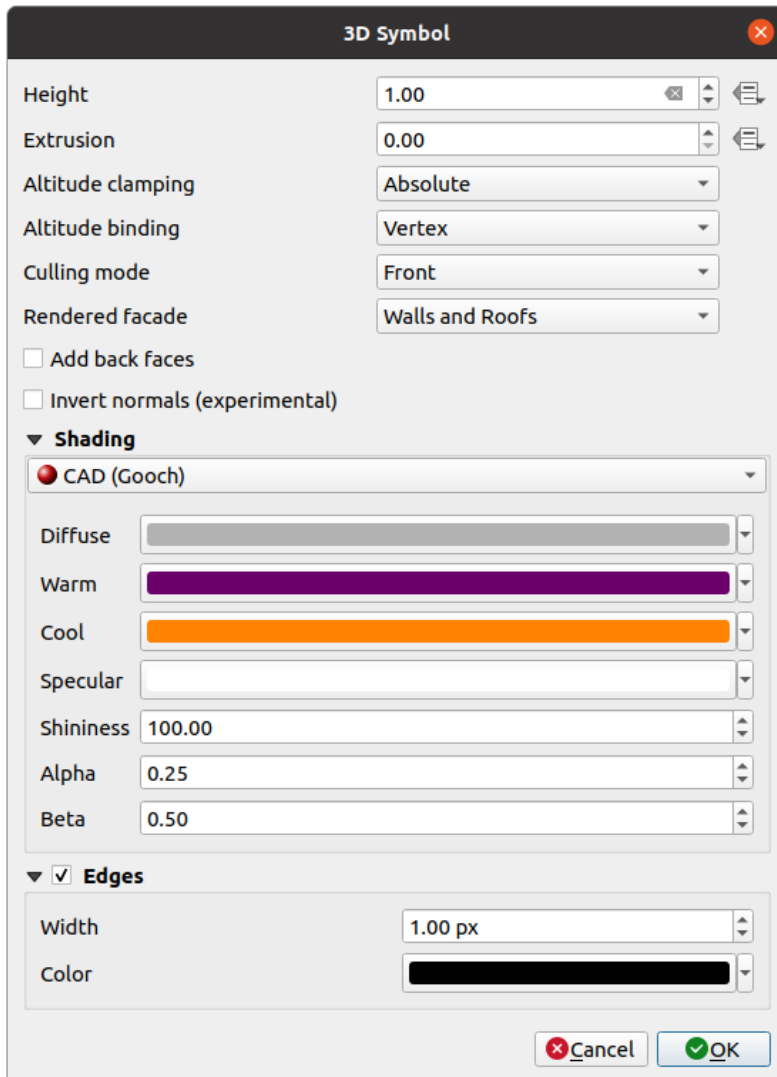 3D Symbol
Height 1.00
Extrusion 0.00
Altitude clamping Absolute
Altitude binding Vertex
Culling mode Front
Rendered facade Walls and Roofs
Add back faces
Invert normals (experimental)
Shading
CAD (Gooch)
Diffuse
Warm
Cool
Specular
Shininess 100.00
Alpha 0.25
Beta 0.50
Edges
Width 1.00 px
Color
Cancel OK